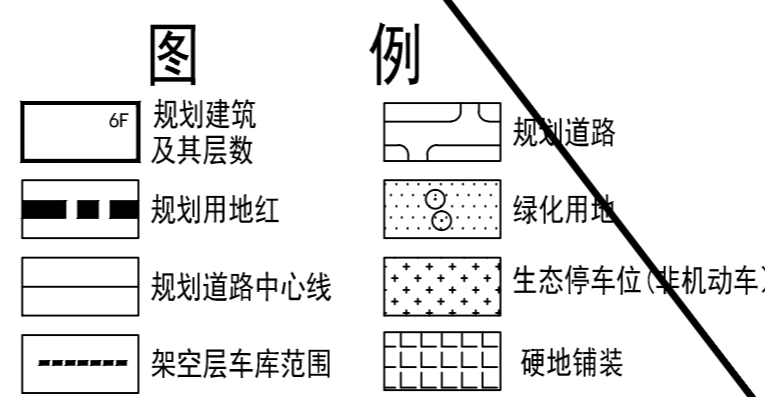 图 例
6F 规划建筑
及其层数
规划用地红
规划道路中心线
架空层车库范围
规划道路
绿化用地
生态停车位(非机动车)
硬地铺装